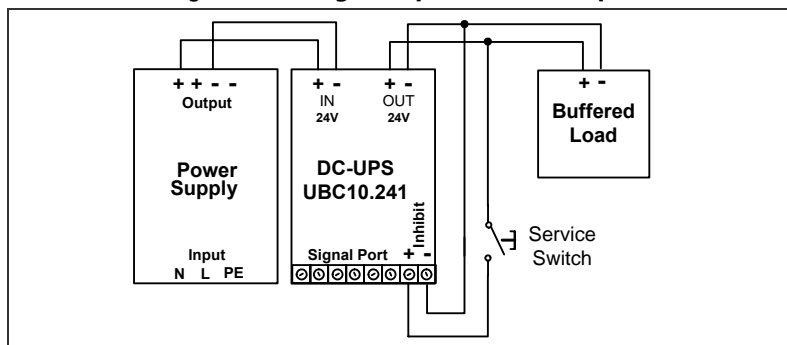 + + - -
Output
Power
Supply
Input
N L PE
+ -
IN
24V
+ -
OUT
24V
DC-UPS
UBC10.241
Inhibit
Signal Port + -
+ -
Buffered
Load
Service
Switch